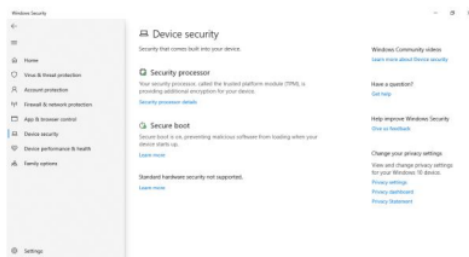 Windows Security
Home
Virus & threat protection
Account protection
Firewall & network protection
App & browser control
Device security
Device performance & health
Family options
Settings
Device security
Security that comes built into your device.
Security processor
Your security processor, called the trusted platform module (TPM), is
providing additional encryption for your device.
Security processor details
Secure boot
Secure boot is on, preventing malicious software from loading when your
device starts up.
Learn more
Standard hardware security not supported.
Learn more
Windows Community videos
Learn more about Device security
Have a question?
Get help
Help improve Windows Security
Give us feedback
Change your privacy settings
View and change privacy settings
for your Windows 10 device.
Privacy settings
Privacy dashboard
Privacy Statement